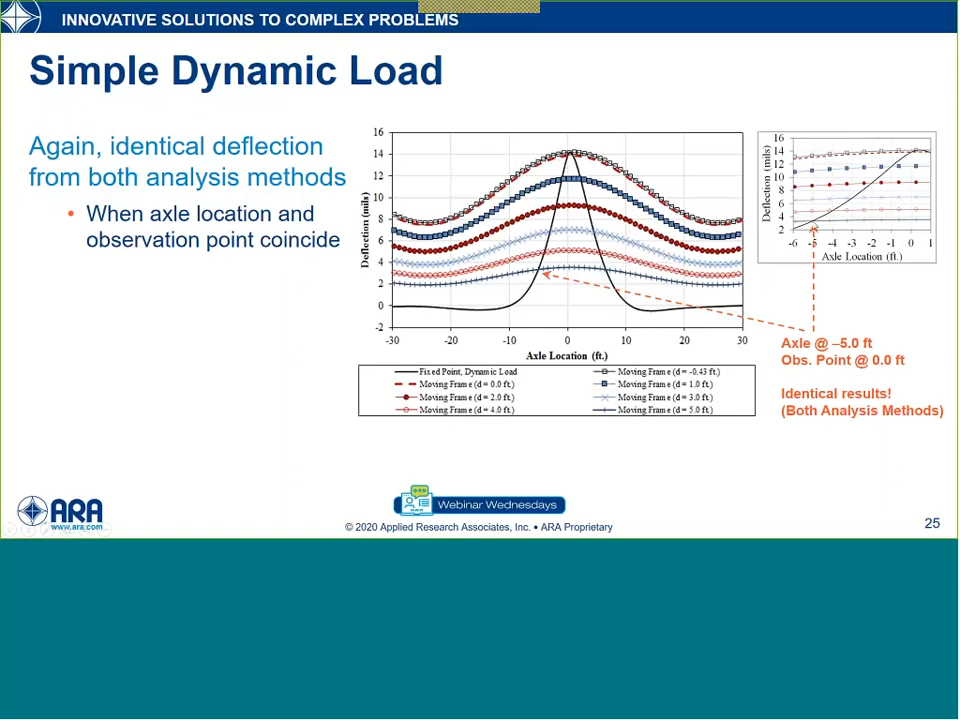 INNOVATIVE SOLUTIONS TO COMPLEX PROBLEMS
Simple Dynamic Load
Again, identical deflection
from both analysis methods
• When axle location and
observation point coincide
16
14
12
10
8
6
4
2
0
-2
Deflection (mils)
-30 -20 -10 0 10 20 30
Axle Location (ft.)
Fixed Point, Dynamic Load
Moving Frame (d = -0.43 ft.)
Moving Frame (d = 0.0 ft.)
Moving Frame (d = 1.0 ft.)
Moving Frame (d = 2.0 ft.)
Moving Frame (d = 3.0 ft.)
Moving Frame (d = 4.0 ft.)
Moving Frame (d = 5.0 ft.)
16
14
12
10
8
6
4
2
Deflection (mils)
-6 -5 -4 -3 -2 -1 0 1
Axle Location (ft.)
Axle @ –5.0 ft
Obs. Point @ 0.0 ft
Identical results!
(Both Analysis Methods)
ARA
www.ara.com
Webinar Wednesdays
© 2020 Applied Research Associates, Inc. • ARA Proprietary
25